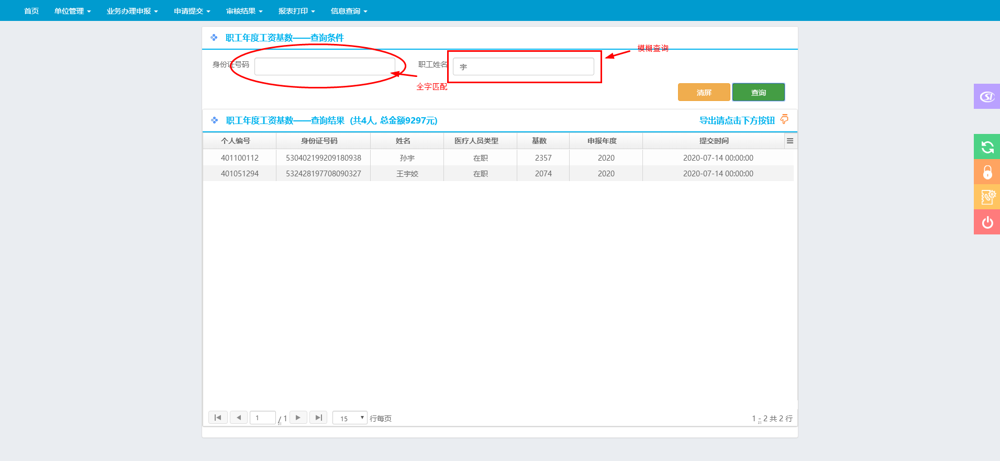 首页 单位管理 业务办理申报 申请提交 审核结果 报表打印 信息查询
职工年度工资基数——查询条件
模糊查询
身份证号码 职工姓名 宇
全字匹配
清屏 查询
职工年度工资基数——查询结果 (共4人, 总金额9297元) 导出请点击下方按钮
个人编号 身份证号码 姓名 医疗人员类型 基数 申报年度 提交时间
401100112 530402199209180938 孙宇 在职 2357 2020 2020-07-14 00:00:00
401051294 532428197708090327 王宇姣 在职 2074 2020 2020-07-14 00:00:00
1 / 1 15 行每页 1 - 2 共 2 行